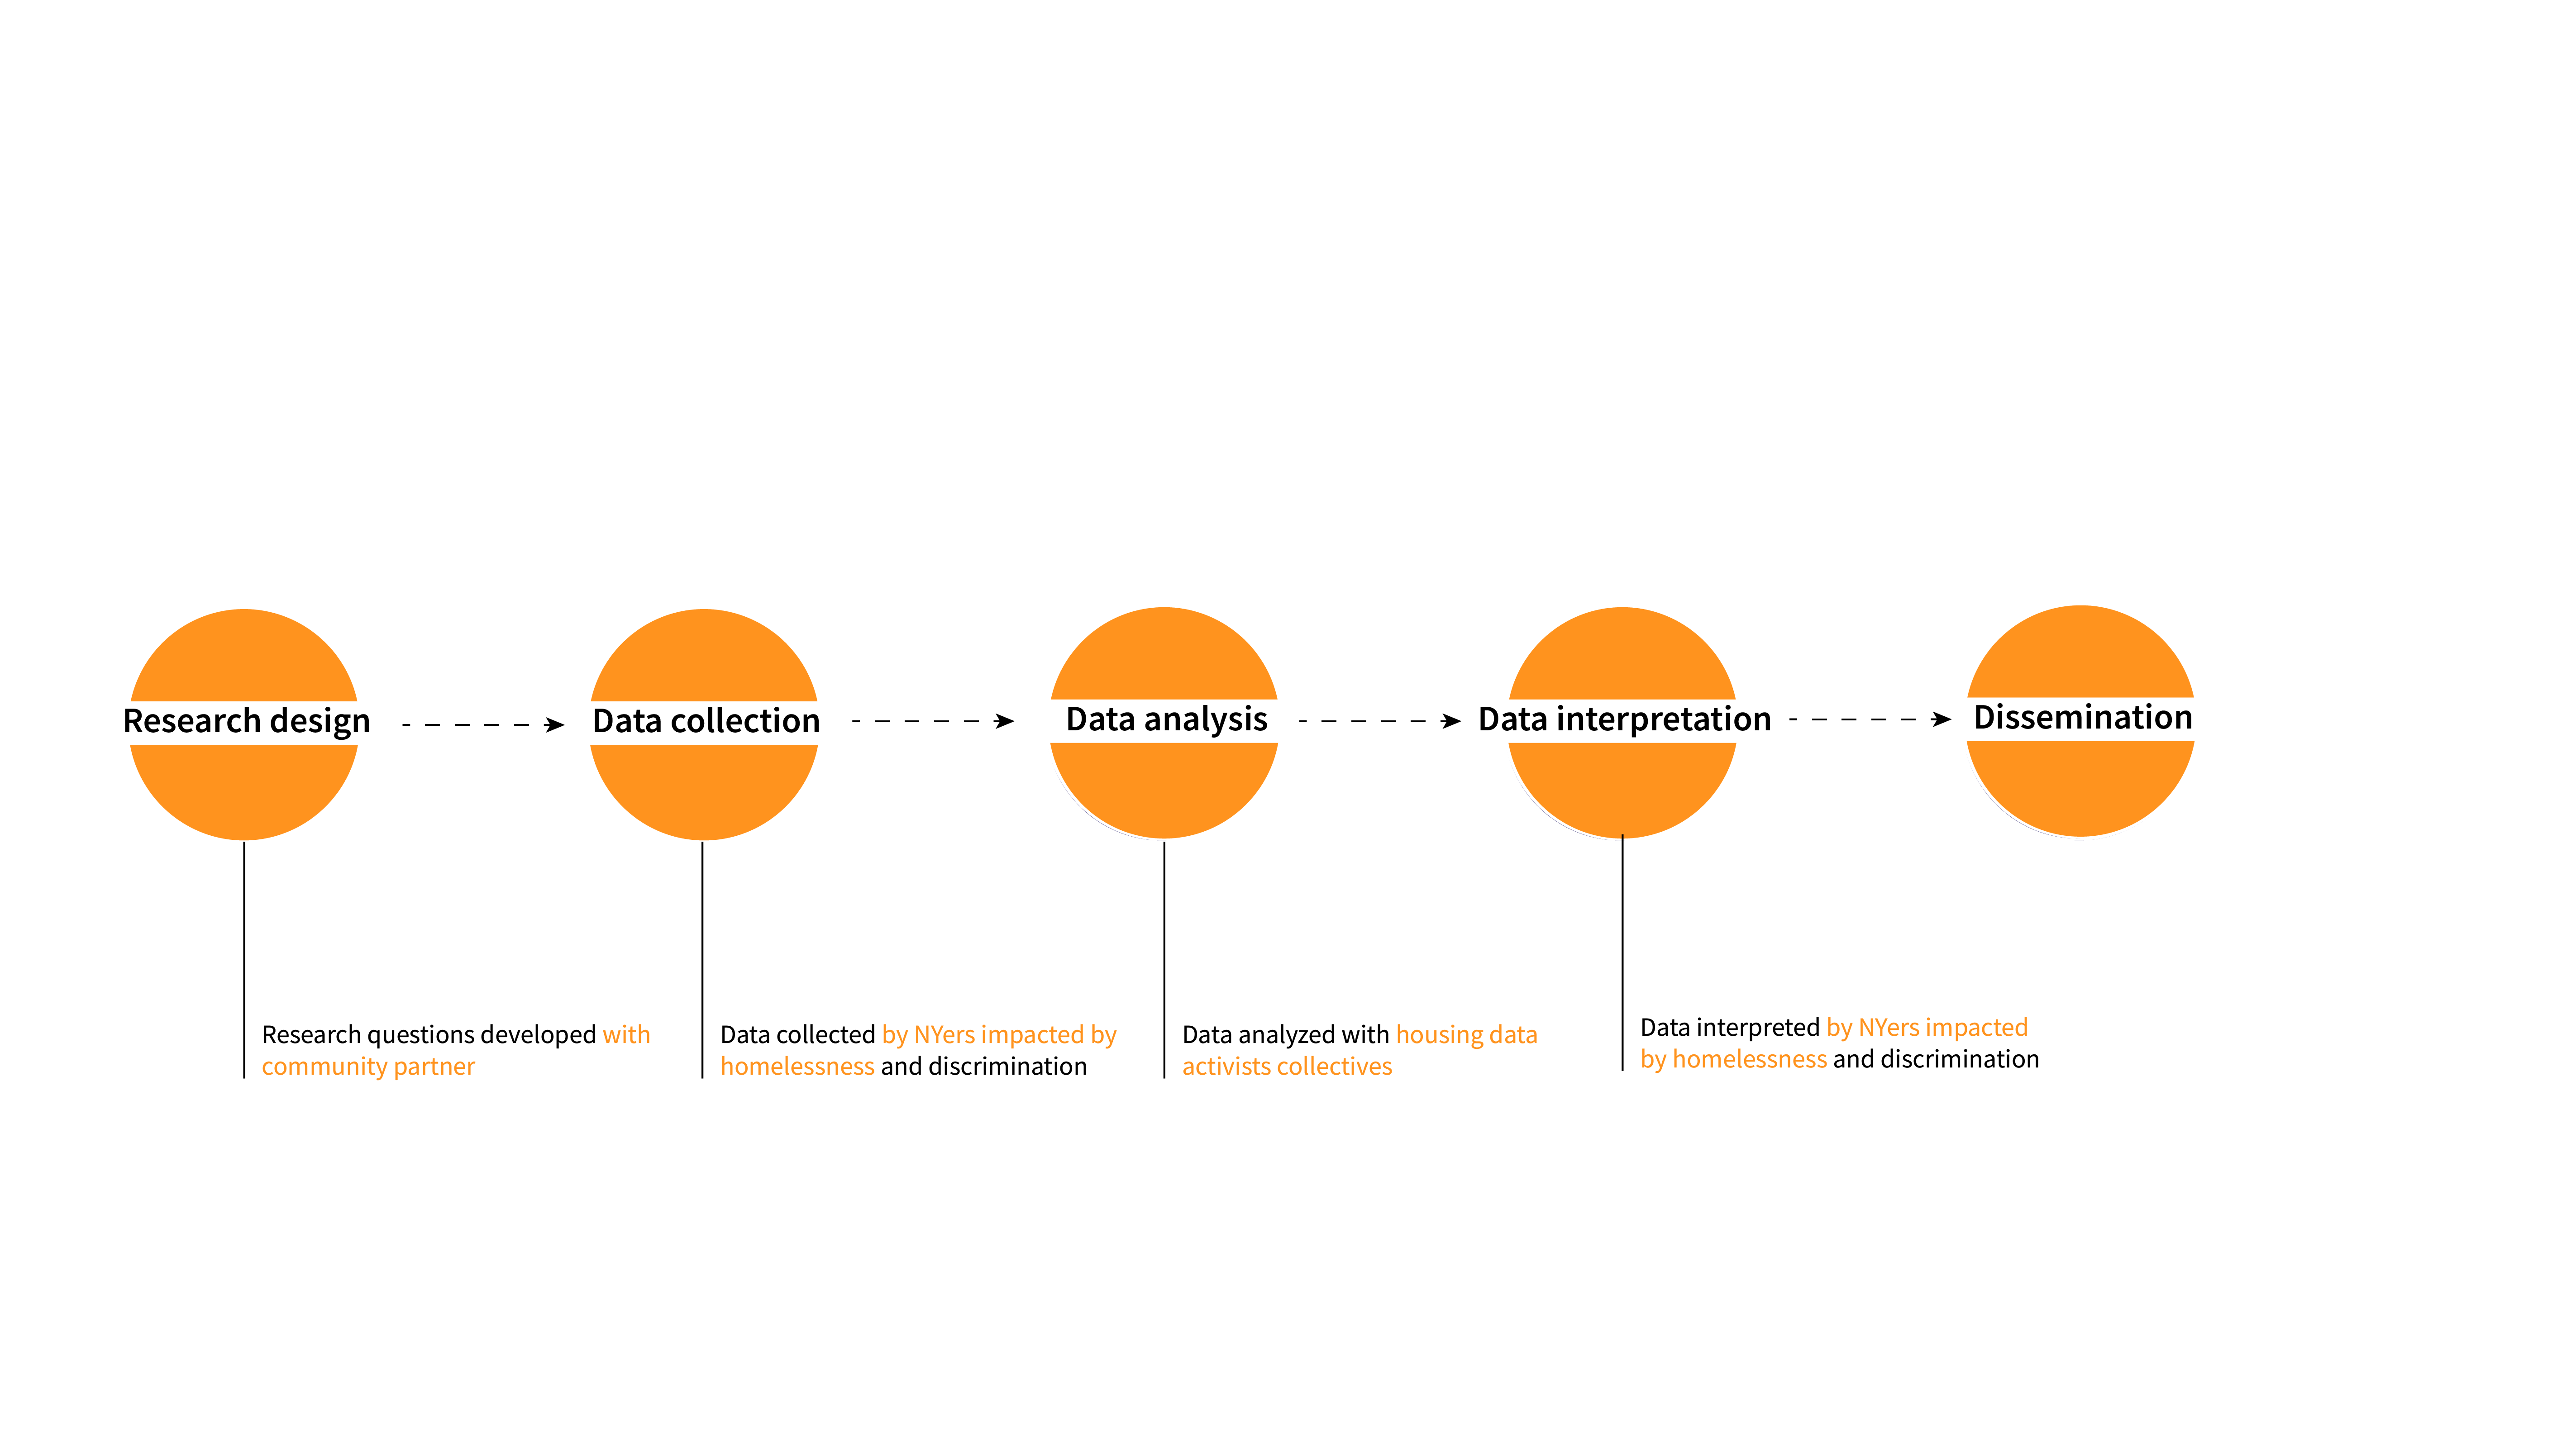 Research design
Data collection
Data analysis
Data interpretation
Dissemination
Research questions developed with
community partner
Data collected by NYers impacted by
homelessness and discrimination
Data analyzed with housing data
activists collectives
Data interpreted by NYers impacted
by homelessness and discrimination